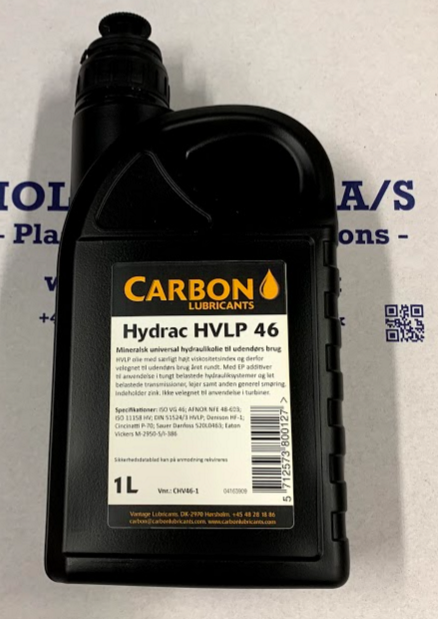 A/S
CARBON
LUBRICANTS
Hydrac HVLP 46
Mineralsk universal hydraulikolie til udendørs brug
HVLP olie med særligt højt viskositetsindex og derfor
velegnet til udendørs brug året rundt. Med EP additiver
til anvendelse i tungt belastede hydrauliksystemer og let
belastede transmissioner, lejer samt anden generel smøring.
Indeholder zink. Ikke velegnet til anvendelse i turbiner.
Specifikationer: ISO VG 46; AFNOR NFE 48-603;
ISO 11158 HV; DIN 51524/3 HVLP; Denison HF-1;
Cincinatti P-70; Sauer Danfoss 520L0463; Eaton
Vickers M-2950-S/I-386
Sikkerhedsdatablad kan på anmodning rekvireres
1L
Vnr.: CHV46-1
5 712573 800127 >
Vantage Lubricants, DK-2970 Hørsholm. +45 48 28 18 86
carbon@carbonlubricants.com, www.carbonlubricants.com